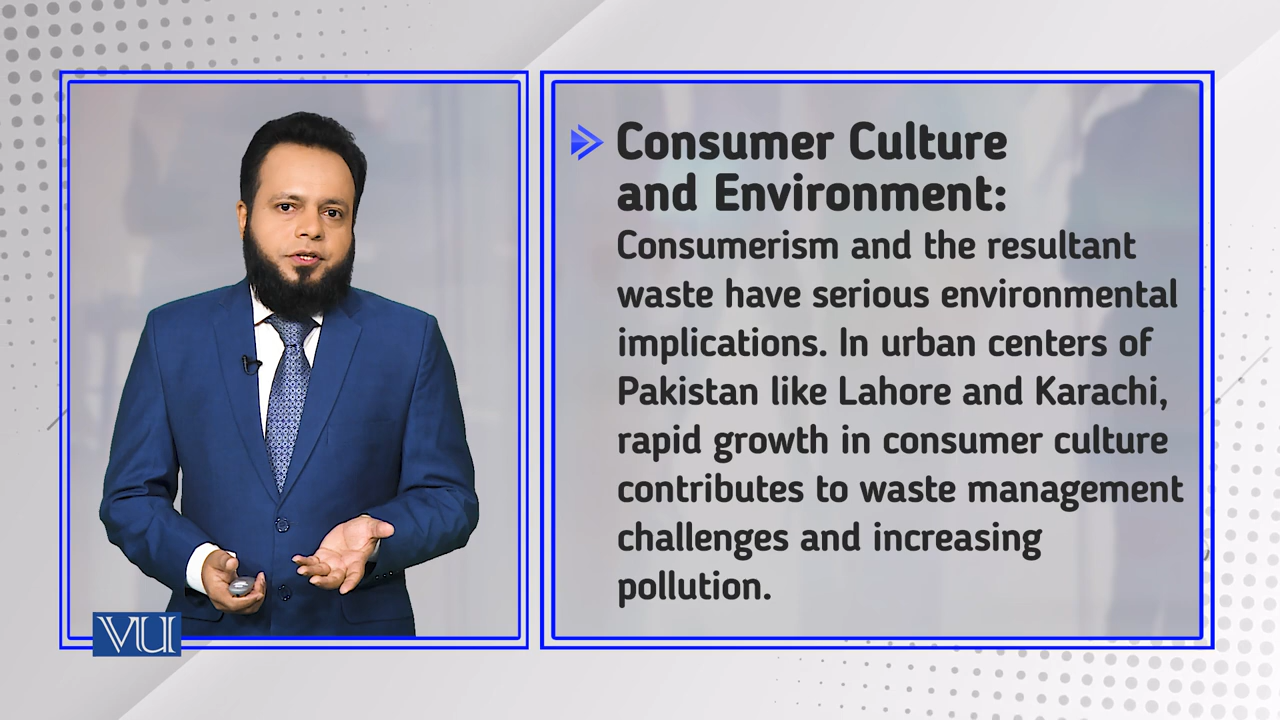 Consumer Culture
and Environment:
Consumerism and the resultant
waste have serious environmental
implications. In urban centers of
Pakistan like Lahore and Karachi,
rapid growth in consumer culture
contributes to waste management
challenges and increasing
pollution.
VU